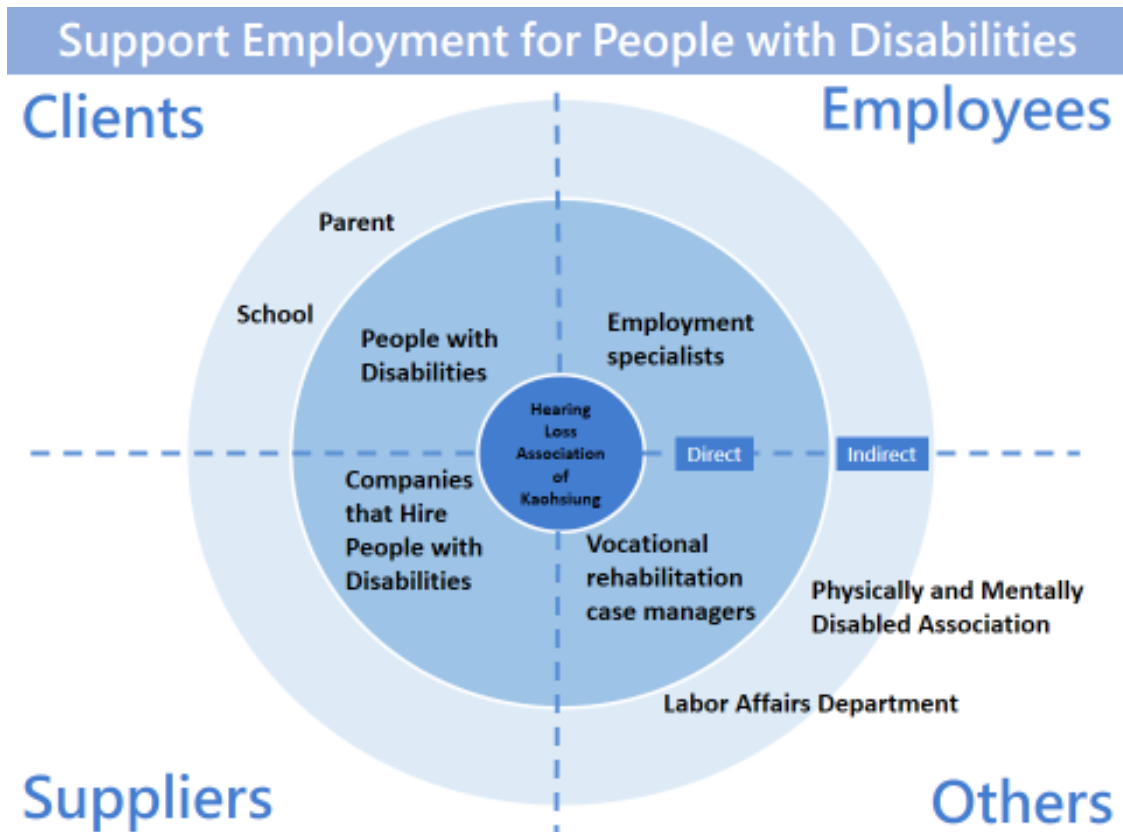 Support Employment for People with Disabilities
Clients
Employees
Parent
School
People with
Disabilities
Employment
specialists
Hearing
Loss
Association
of
Kaohsiung
Direct
Indirect
Companies
that Hire
People with
Disabilities
Vocational
rehabilitation
case managers
Physically and Mentally
Disabled Association
Labor Affairs Department
Suppliers
Others